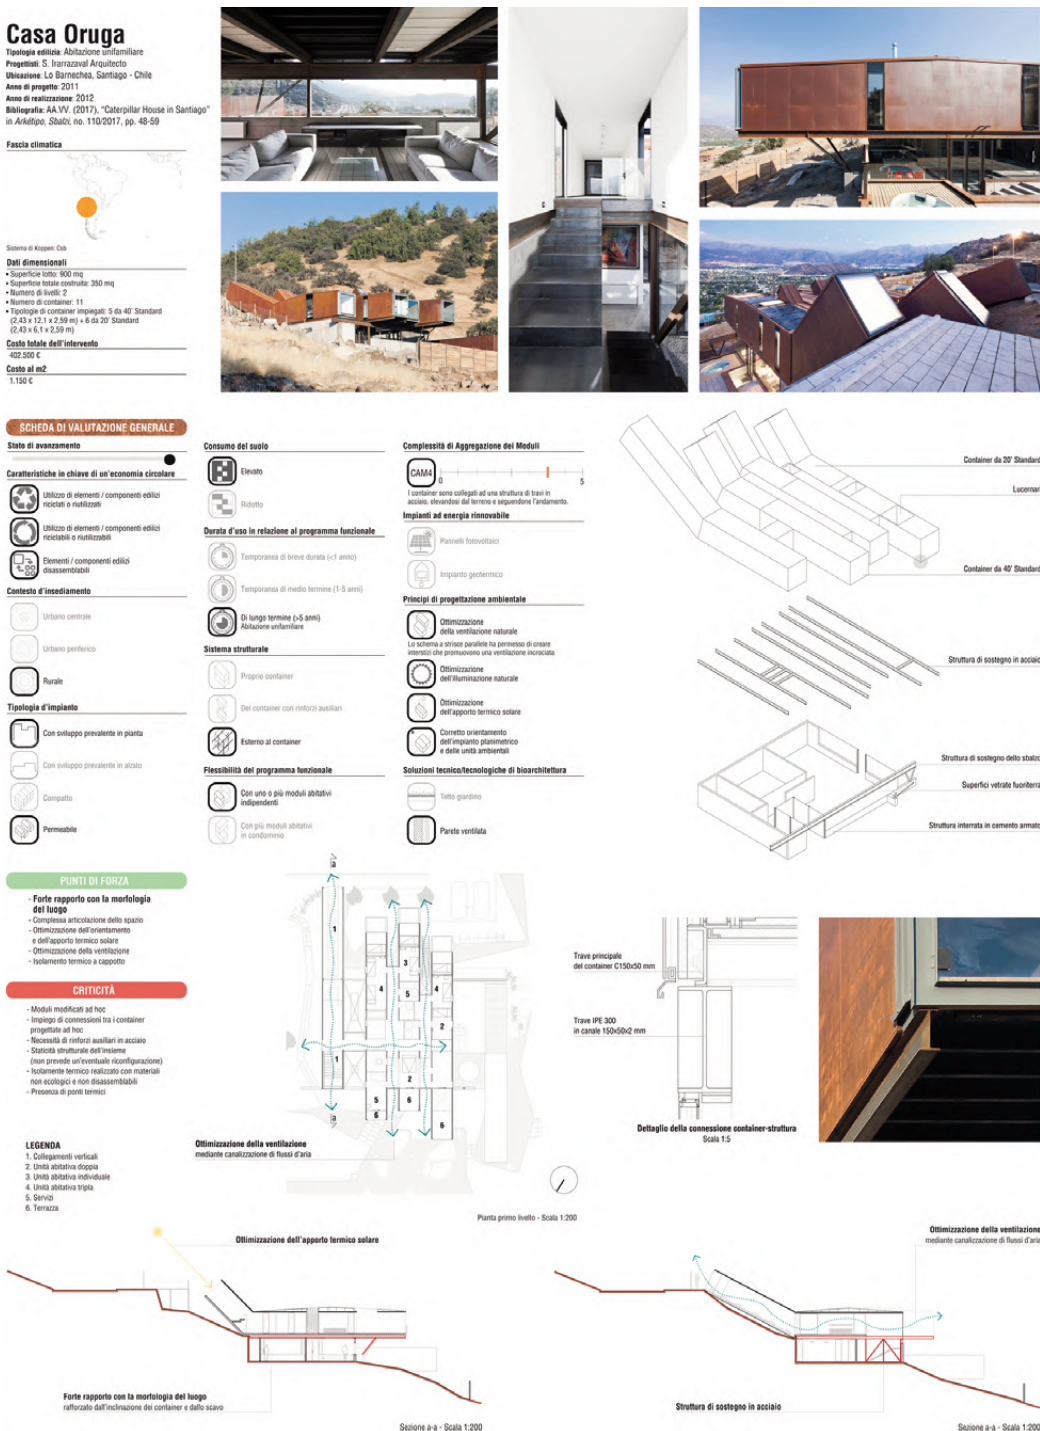 Casa Oruga
Tipologia edilizia: Abitazione unifamiliare
Progettisti: S. Irarrazaval Arquitecto
Ubicazione: Lo Barnechea, Santiago - Chile
Anno di progetto: 2011
Anno di realizzazione: 2012
Bibliografia: AA.VV. (2017), "Caterpillar House in Santiago"
in Arkétipo, Sbalzi, no. 110/2017, pp. 48-59
Fascia climatica
Sistema di Koppen: Csb
Dati dimensionali
• Superficie lotto: 900 mq
• Superficie totale costruita: 350 mq
• Numero di livelli: 2
• Numero di container: 11
• Tipologie di container impiegati: 5 da 40' Standard
(2,43 x 12,1 x 2,59 m) + 6 da 20' Standard
(2,43 x 6,1 x 2,59 m)
Costo totale dell'intervento
402.500 €
Costo al m2
1.150 €
SCHEDA DI VALUTAZIONE GENERALE
Stato di avanzamento
Caratteristiche in chiave di un'economia circolare
Utilizzo di elementi / componenti edilizi
riciclati o riutilizzati
Utilizzo di elementi / componenti edilizi
riciclabili o riutilizzabili
Elementi / componenti edilizi
disassemblabili
Contesto d'insediamento
Urbano centrale
Urbano periferico
Rurale
Tipologia d'impianto
Con sviluppo prevalente in pianta
Con sviluppo prevalente in alzato
Compatto
Permeabile
Consumo del suolo
Elevato
Ridotto
Durata d'uso in relazione al programma funzionale
Temporanea di breve durata (<1 anno)
Temporanea di medio termine (1-5 anni)
Di lungo termine (>5 anni)
Abitazione unifamiliare
Sistema strutturale
Proprio container
Del container con rinforzi ausiliari
Esterno al container
Flessibilità del programma funzionale
Con uno o più moduli abitativi
indipendenti
Con più moduli abitativi
in condominio
Complessità di Aggregazione dei Moduli
CAM4
0
5
I container sono collegati ad una struttura di travi in
acciaio, elevandosi dal terreno e seguendone l'andamento.
Impianti ad energia rinnovabile
Pannelli fotovoltaici
Impianto geotermico
Principi di progettazione ambientale
Ottimizzazione
della ventilazione naturale
Lo schema a strisce parallele ha permesso di creare
interstizi che promuovono una ventilazione incrociata.
Ottimizzazione
dell'illuminazione naturale
Ottimizzazione
dell'apporto termico solare
Corretto orientamento
dell'impianto planimetrico
e delle unità ambientali
Soluzioni tecnico/tecnologiche di bioarchitettura
Tetto giardino
Parete ventilata
Container da 20' Standard
Lucernari
Container da 40' Standard
Struttura di sostegno in acciaio
Struttura di sostegno dello sbalzo
Superfici vetrate fuoriterra
Struttura interrata in cemento armato
PUNTI DI FORZA
- Forte rapporto con la morfologia
del luogo
- Complessa articolazione dello spazio
- Ottimizzazione dell'orientamento
e dell'apporto termico solare
- Ottimizzazione della ventilazione
- Isolamento termico a cappotto
CRITICITÀ
- Moduli modificati ad hoc
- Impiego di connessioni tra i container
progettate ad hoc
- Necessità di rinforzi ausiliari in acciaio
- Staticità strutturale dell'insieme
(non prevede un'eventuale riconfigurazione)
- Isolamente termico realizzato con materiali
non ecologici e non disassemblabili
- Presenza di ponti termici
LEGENDA
1. Collegamenti verticali
2. Unità abitativa doppia
3. Unità abitativa individuale
4. Unità abitativa tripla
5. Servizi
6. Terrazza
a
1
3
4
5
4
2
1
2
5
6
6
6
a
Ottimizzazione della ventilazione
mediante canalizzazione di flussi d'aria
Pianta primo livello - Scala 1:200
Trave principale
del container C150x50 mm
Trave IPE 300
in canale 150x50x2 mm
Dettaglio della connessione container-struttura
Scala 1:5
Ottimizzazione dell'apporto termico solare
Forte rapporto con la morfologia del luogo
rafforzato dall'inclinazione dei container e dallo scavo
Sezione a-a - Scala 1:200
Ottimizzazione della ventilazione
mediante canalizzazione di flussi d'aria
Struttura di sostegno in acciaio
Sezione a-a - Scala 1:200